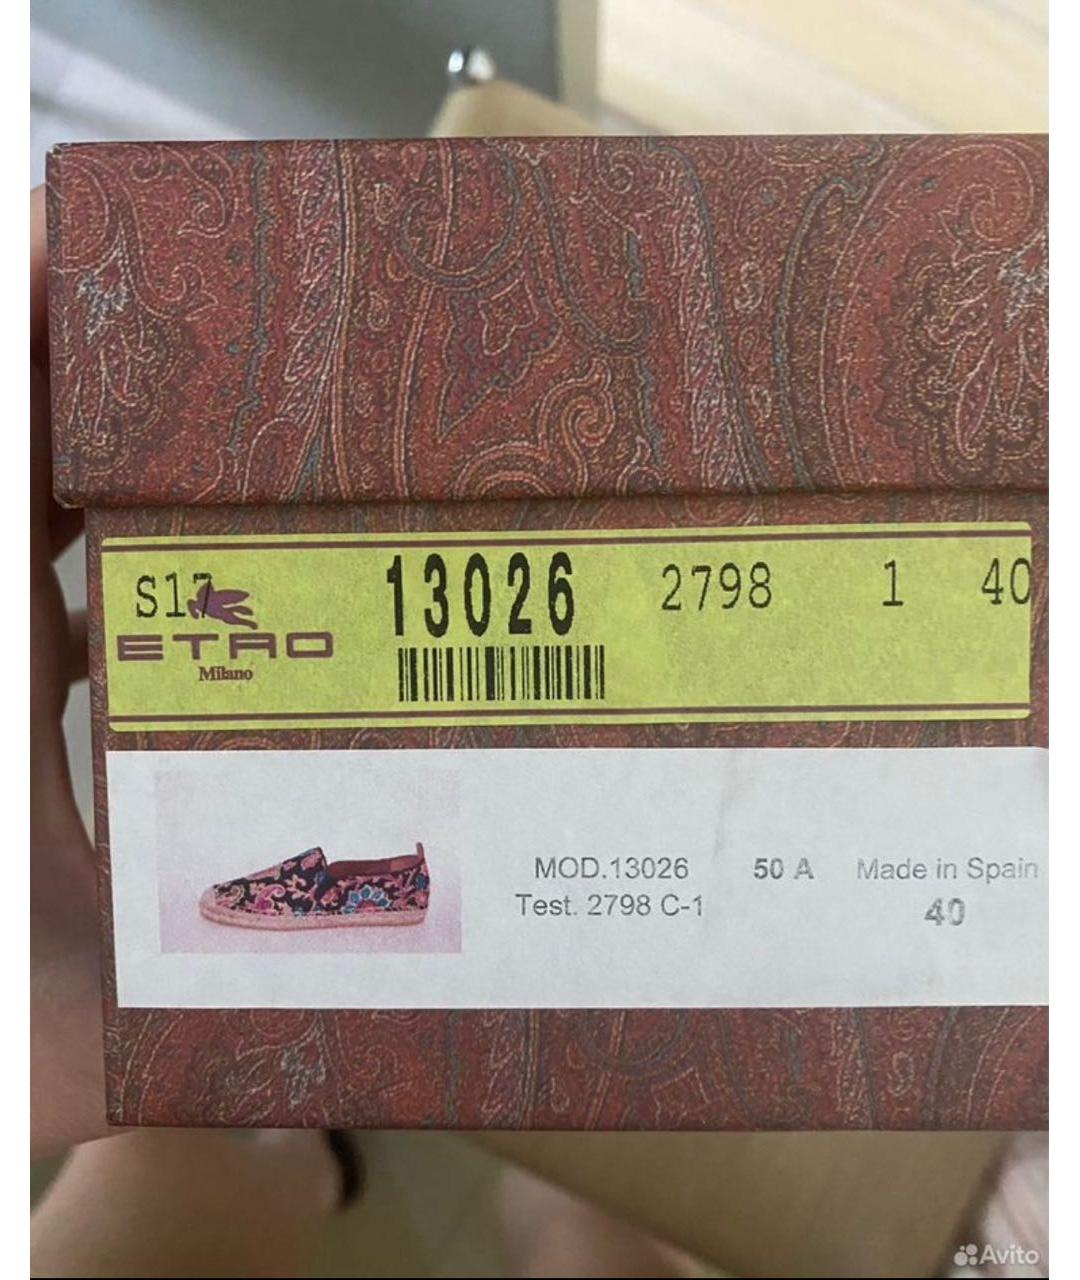 S17 13026 2798 1 40
ETRO
Milano
MOD.13026 50 A Made in Spain
Test. 2798 C-1 40
Avito